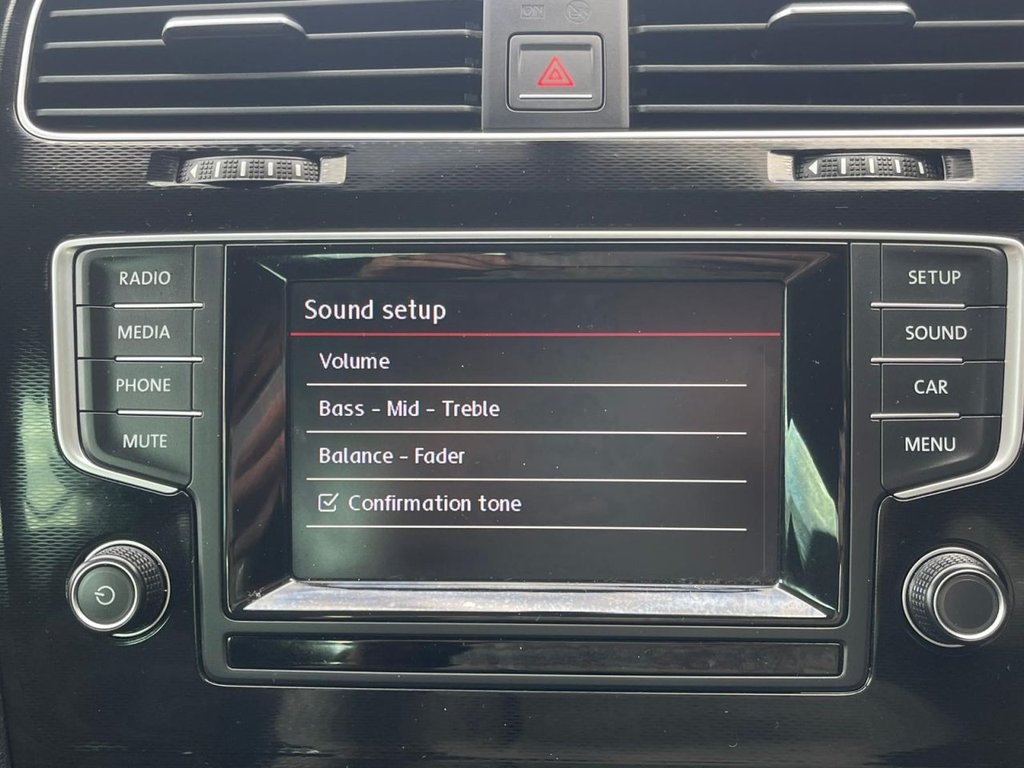 RADIO
MEDIA
PHONE
MUTE
Sound setup
Volume
Bass - Mid - Treble
Balance - Fader
Confirmation tone
SETUP
SOUND
CAR
MENU